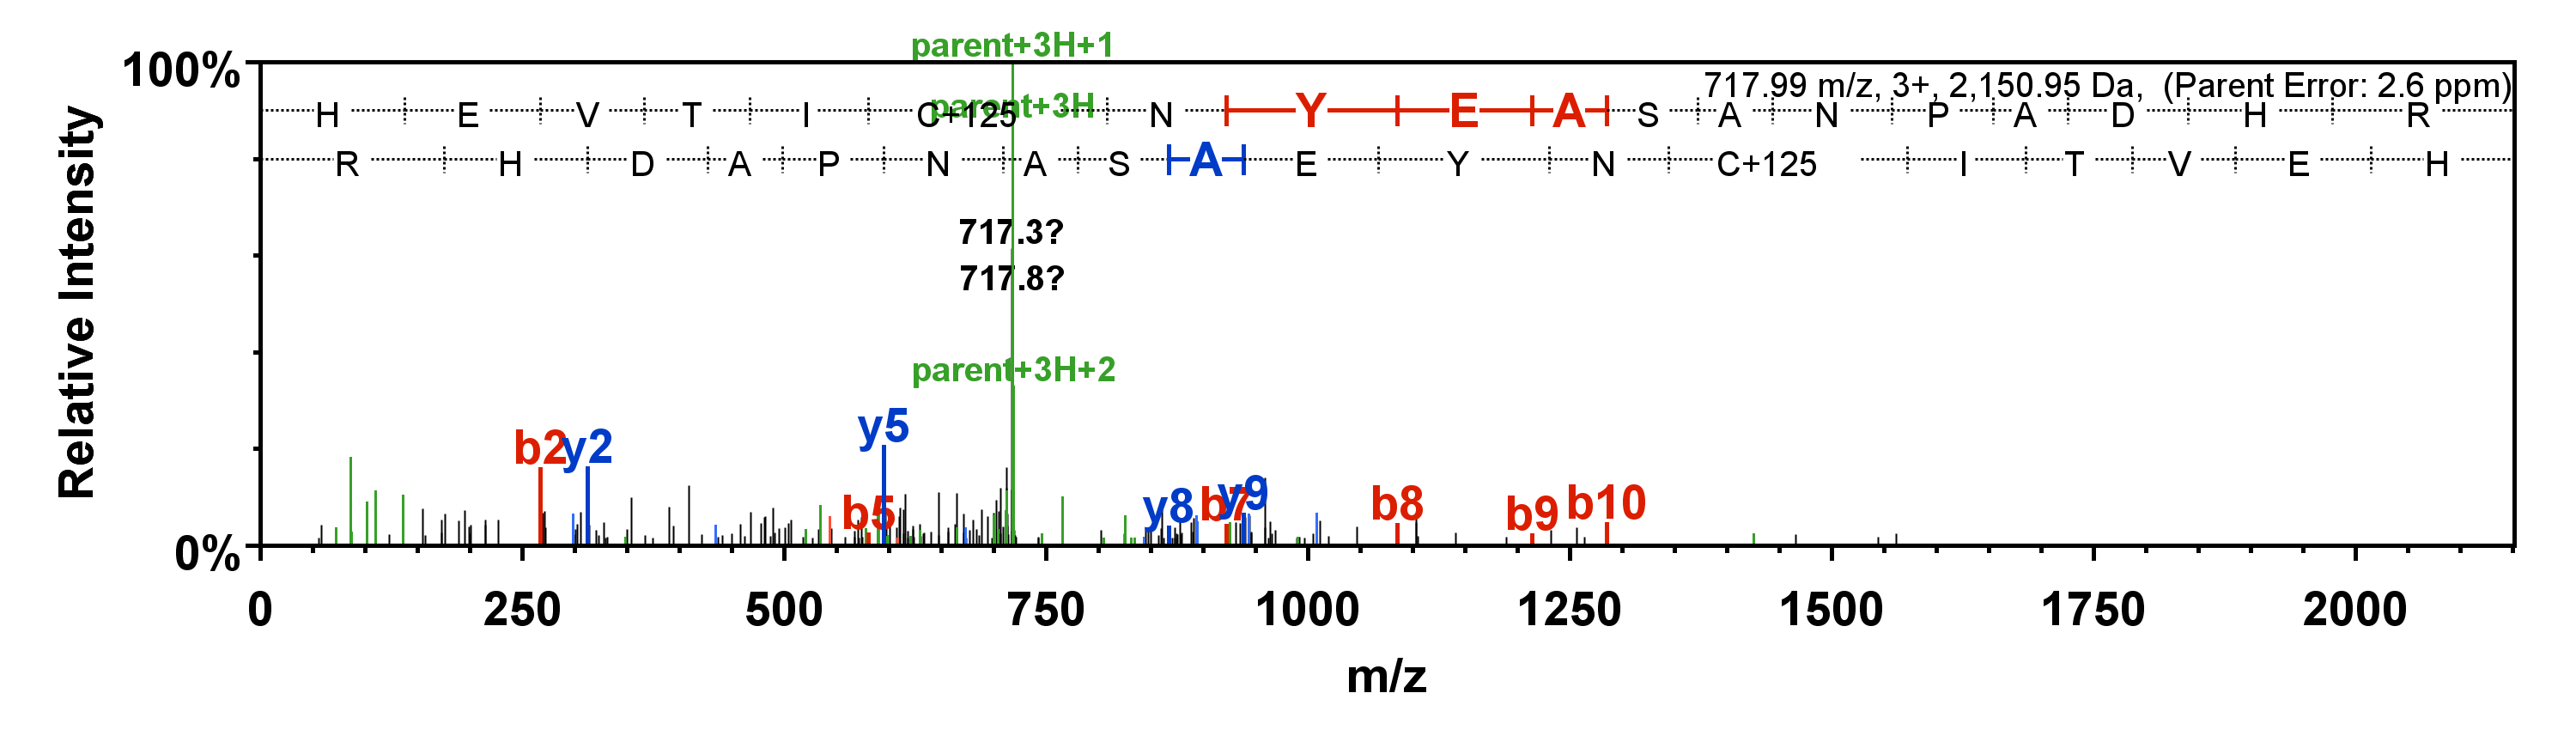 parent+3H+1
100%
717.99 m/z, 3+, 2,150.95 Da, (Parent Error: 2.6 ppm)
parent+3H
H E V T I C+125 N Y E A S A N P A D H R
R H D A P N A S A E Y N C+125 I T V E H
717.3?
717.8?
parent+3H+2
y5
b2 y2
b5 y8 b7 y9 b8 b9 b10
0%
0 250 500 750 1000 1250 1500 1750 2000
m/z
Relative Intensity